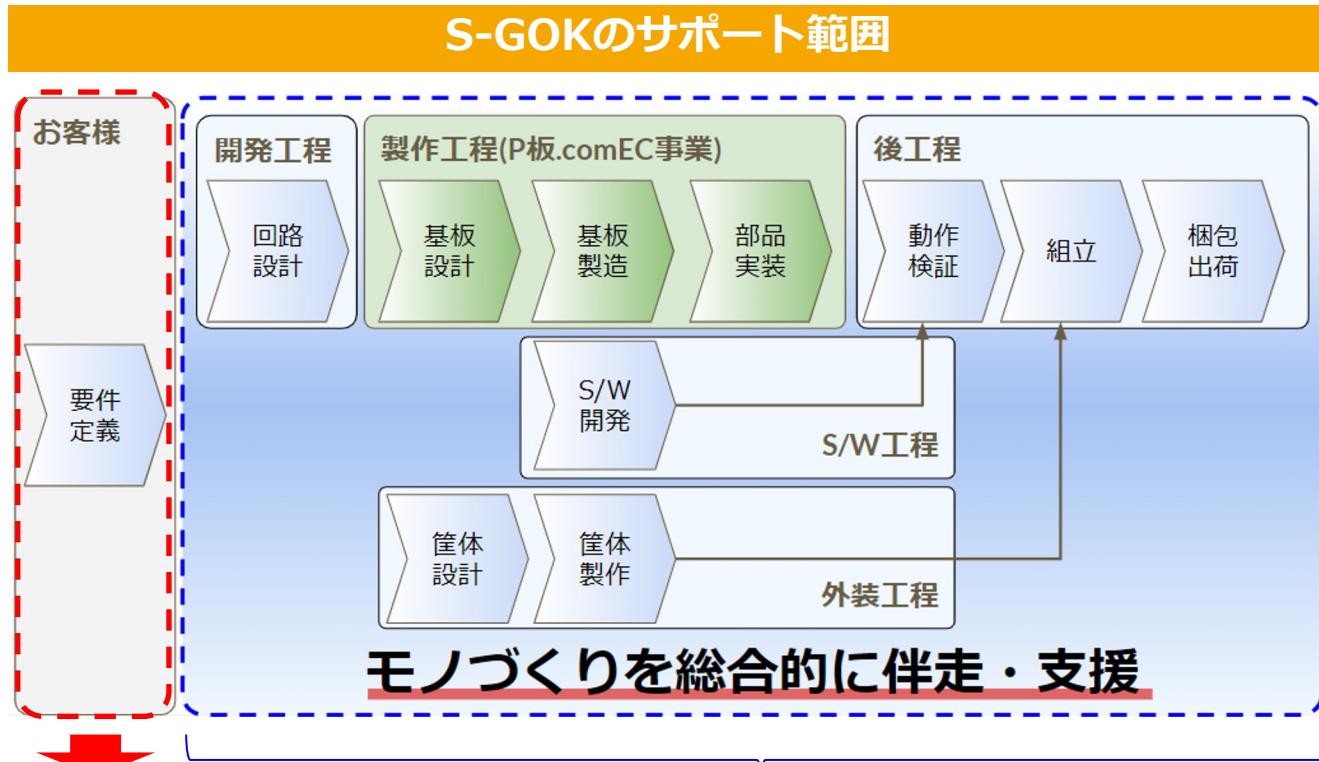 S-GOKのサポート範囲
お客様
要件
定義
開発工程
回路
設計
製作工程(P板.comEC事業)
基板
設計
基板
製造
部品
実装
後工程
動作
検証
組立
梱包
出荷
S/W
開発
S/W工程
筐体
設計
筐体
製作
外装工程
モノづくりを総合的に伴走・支援